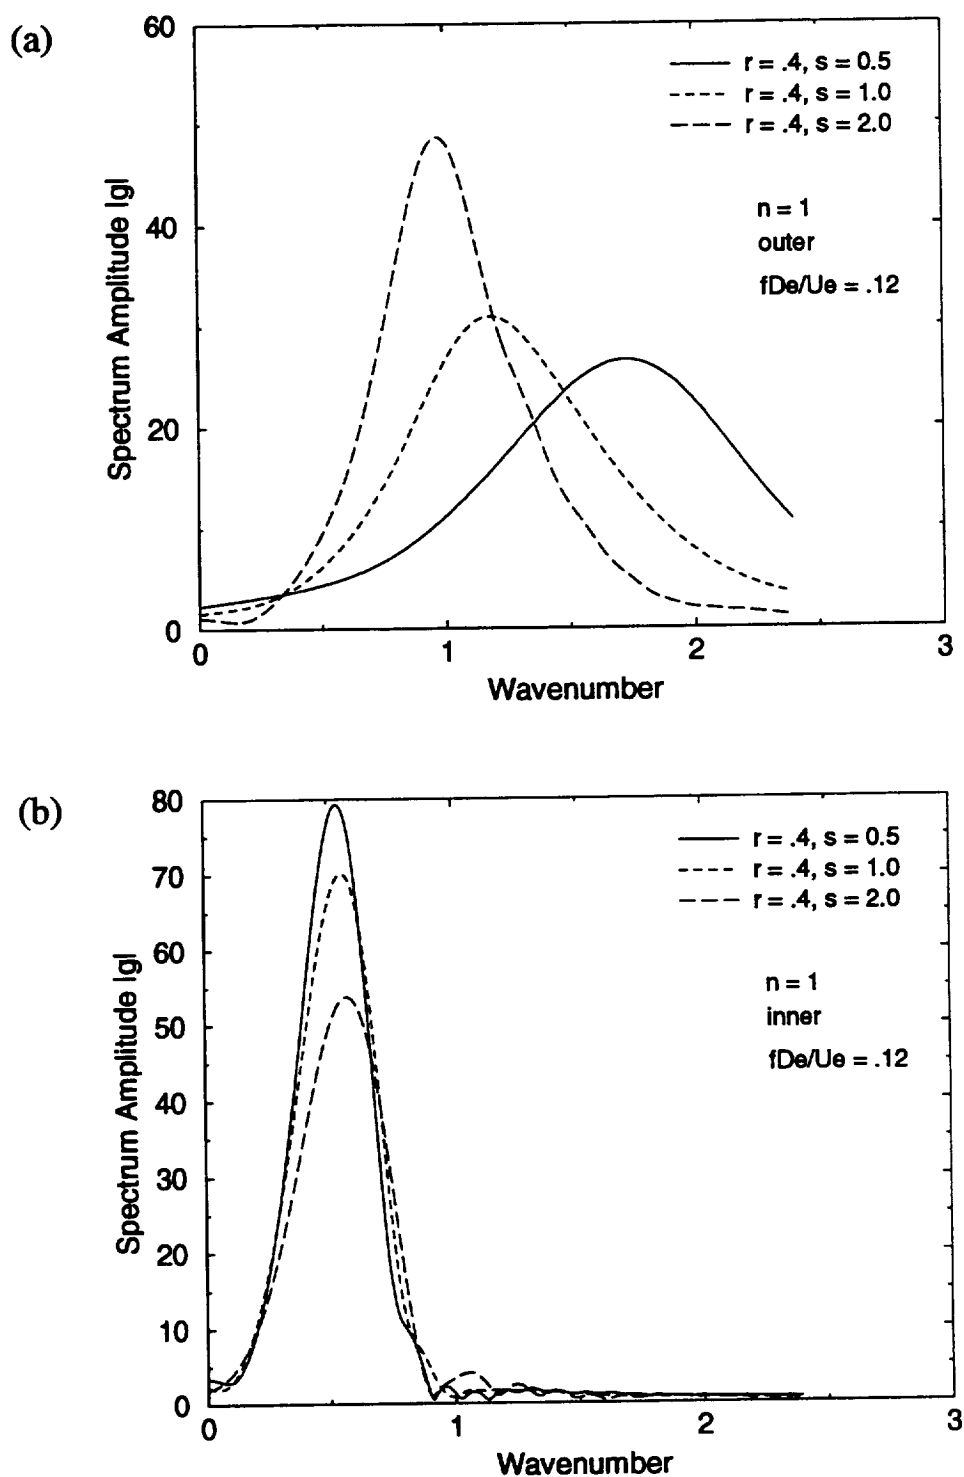 (a)
60
40
20
0
Spectrum Amplitude |g|
r = .4, s = 0.5
r = .4, s = 1.0
r = .4, s = 2.0
n = 1
outer
fDe/Ue = .12
0 1 2 3
Wavenumber
(b)
80
70
60
50
40
30
20
10
0
Spectrum Amplitude |g|
r = .4, s = 0.5
r = .4, s = 1.0
r = .4, s = 2.0
n = 1
inner
fDe/Ue = .12
0 1 2 3
Wavenumber